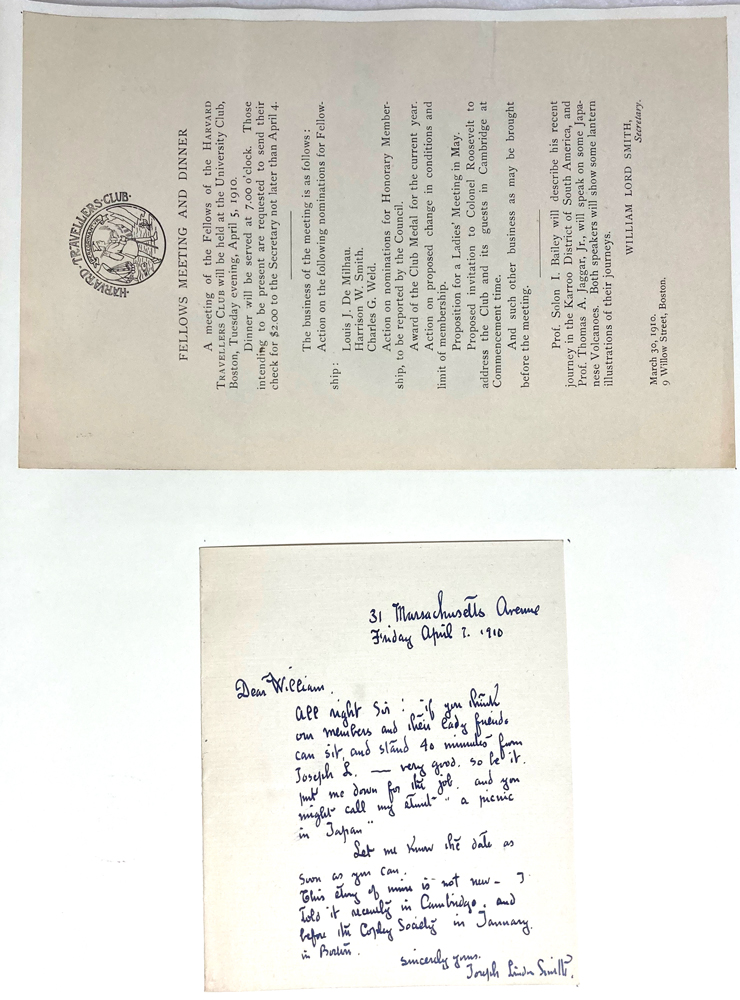 ·HARVARD·TRAVELLERS·CLUB·
FELLOWS MEETING AND DINNER
A meeting of the Fellows of the HARVARD
TRAVELLERS CLUB will be held at the University Club,
Boston, Tuesday evening, April 5, 1910.
Dinner will be served at 7.00 o'clock. Those
intending to be present are requested to send their
check for $2.00 to the Secretary not later than April 4.
The business of the meeting is as follows:
Action on the following nominations for Fellow-
ship:
Louis J. De Milhau.
Harrison W. Smith.
Charles G. Weld.
Action on nominations for Honorary Member-
ship, to be reported by the Council.
Award of the Club Medal for the current year.
Action on proposed change in conditions and
limit of membership.
Proposition for a Ladies' Meeting in May.
Proposed invitation to Colonel Roosevelt to
address the Club and its guests in Cambridge at
Commencement time.
And such other business as may be brought
before the meeting.
Prof. Solon I. Bailey will describe his recent
journey in the Karroo District of South America, and
Prof. Thomas A. Jaggar, Jr., will speak on some Japa-
nese Volcanoes. Both speakers will show some lantern
illustrations of their journeys.
WILLIAM LORD SMITH,
Secretary.
March 30, 1910.
9 Willow Street, Boston.
31 Massachusetts Avenue
Friday April 7. 1910
Dear William.
All right Sir! if you think
our members and their lady friends
can sit, and stand 40 minutes from
Joseph L. — very good. so be it.
put me down for the job. and you
might call my stunt "a picnic
in Japan"
Let me know the date as
soon as you can.
This story of mine is not new — I
told it recently in Cambridge. and
before the Copley Society in January.
in Boston.
sincerely yours.
Joseph Lindon Smith.